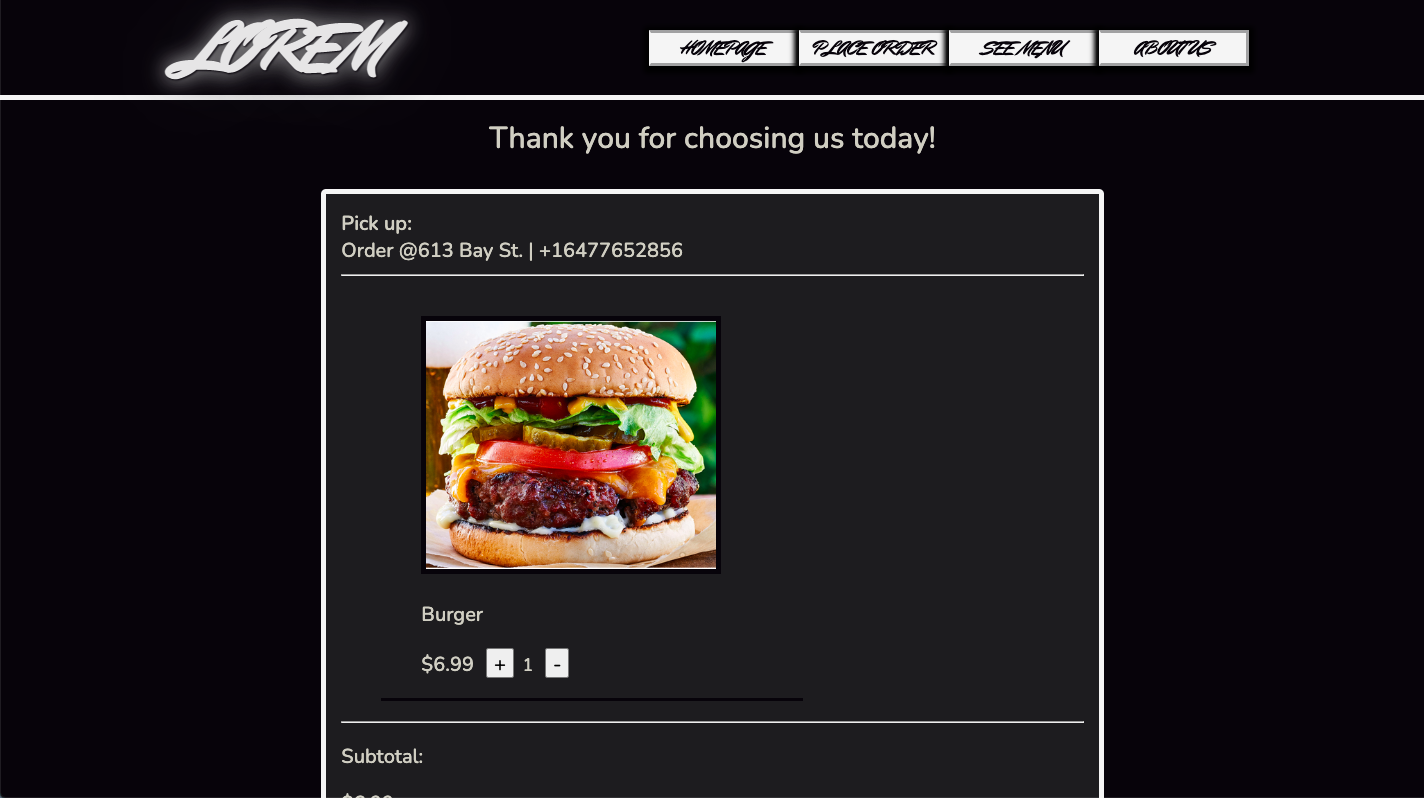 LOREM
HOMEPAGE
PLACE ORDER
SEE MENU
ABOUT US
Thank you for choosing us today!
Pick up:
Order @613 Bay St. | +16477652856
Burger
$6.99 + 1 -
Subtotal: